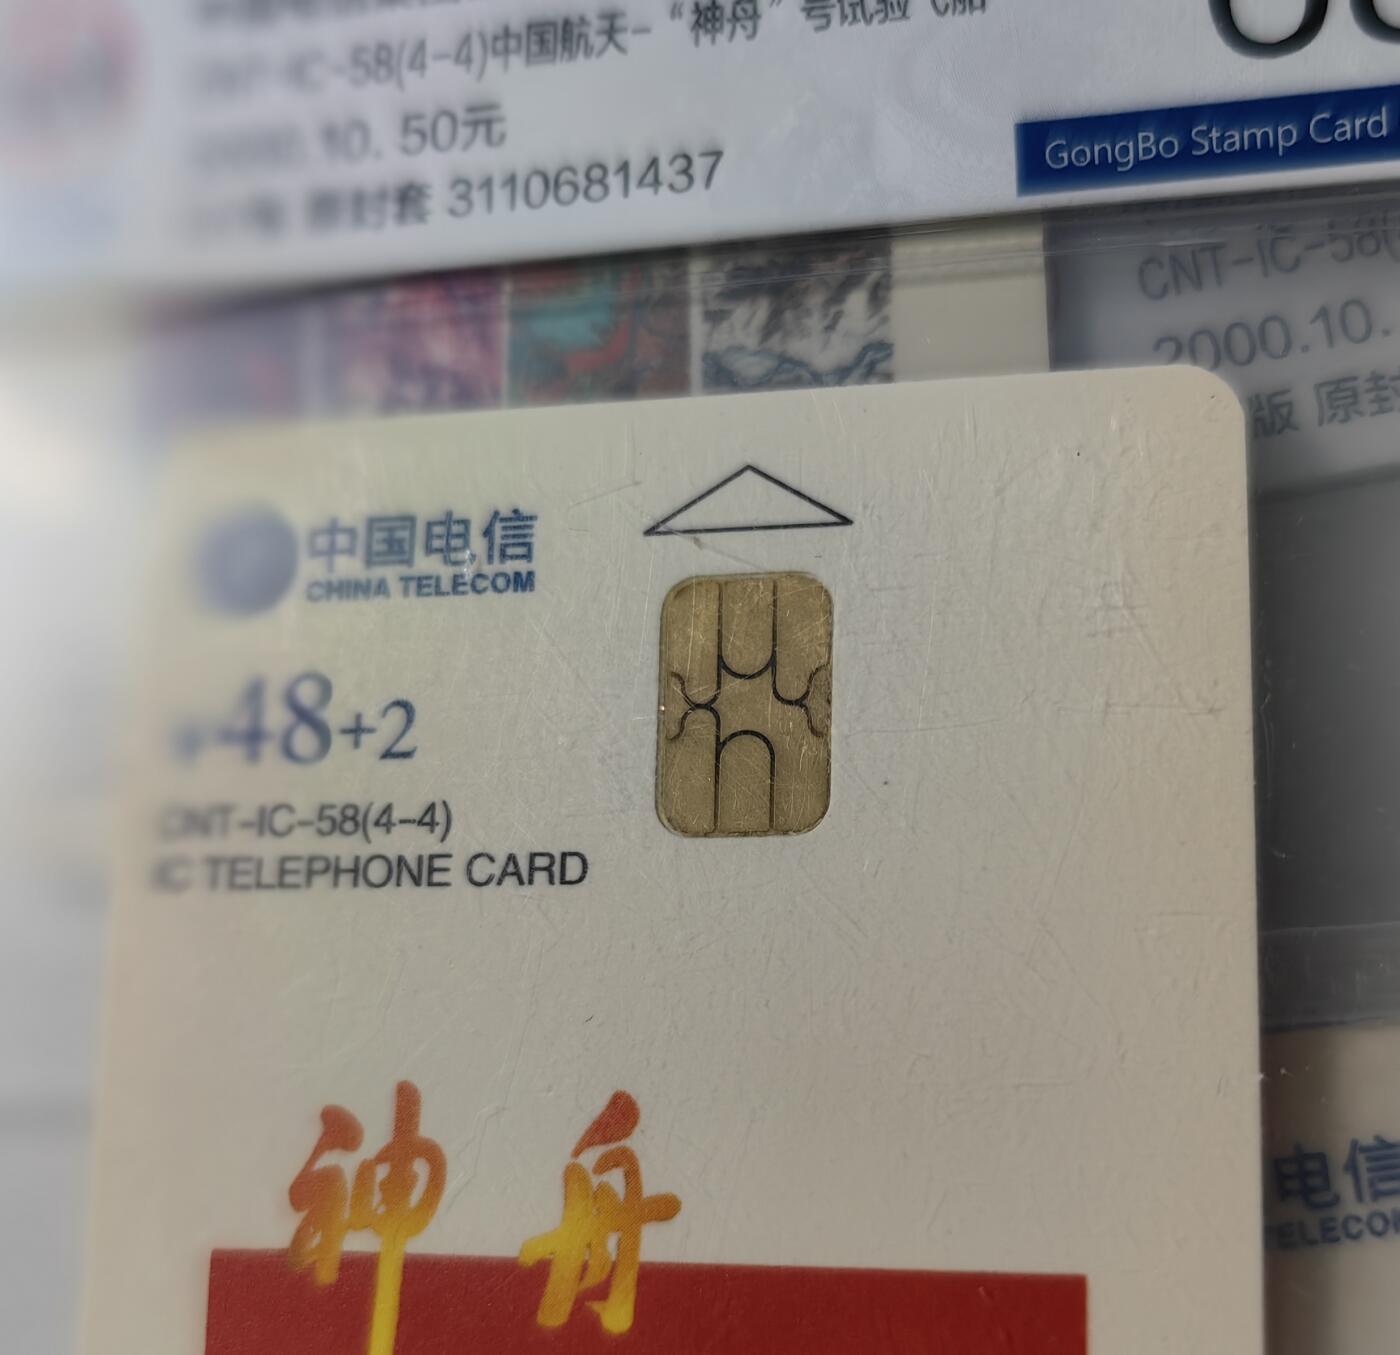 CNT-IC-58(4-4)中国航天-“神舟”号试验飞船
.10. 50元
原封套 3110681437
GongBo Stamp Card
CNT-IC-58(
2000.10.
版 原封
中国电信
CHINA TELECOM
¥48+2
CNT-IC-58(4-4)
IC TELEPHONE CARD
神舟
电信
TELECOM